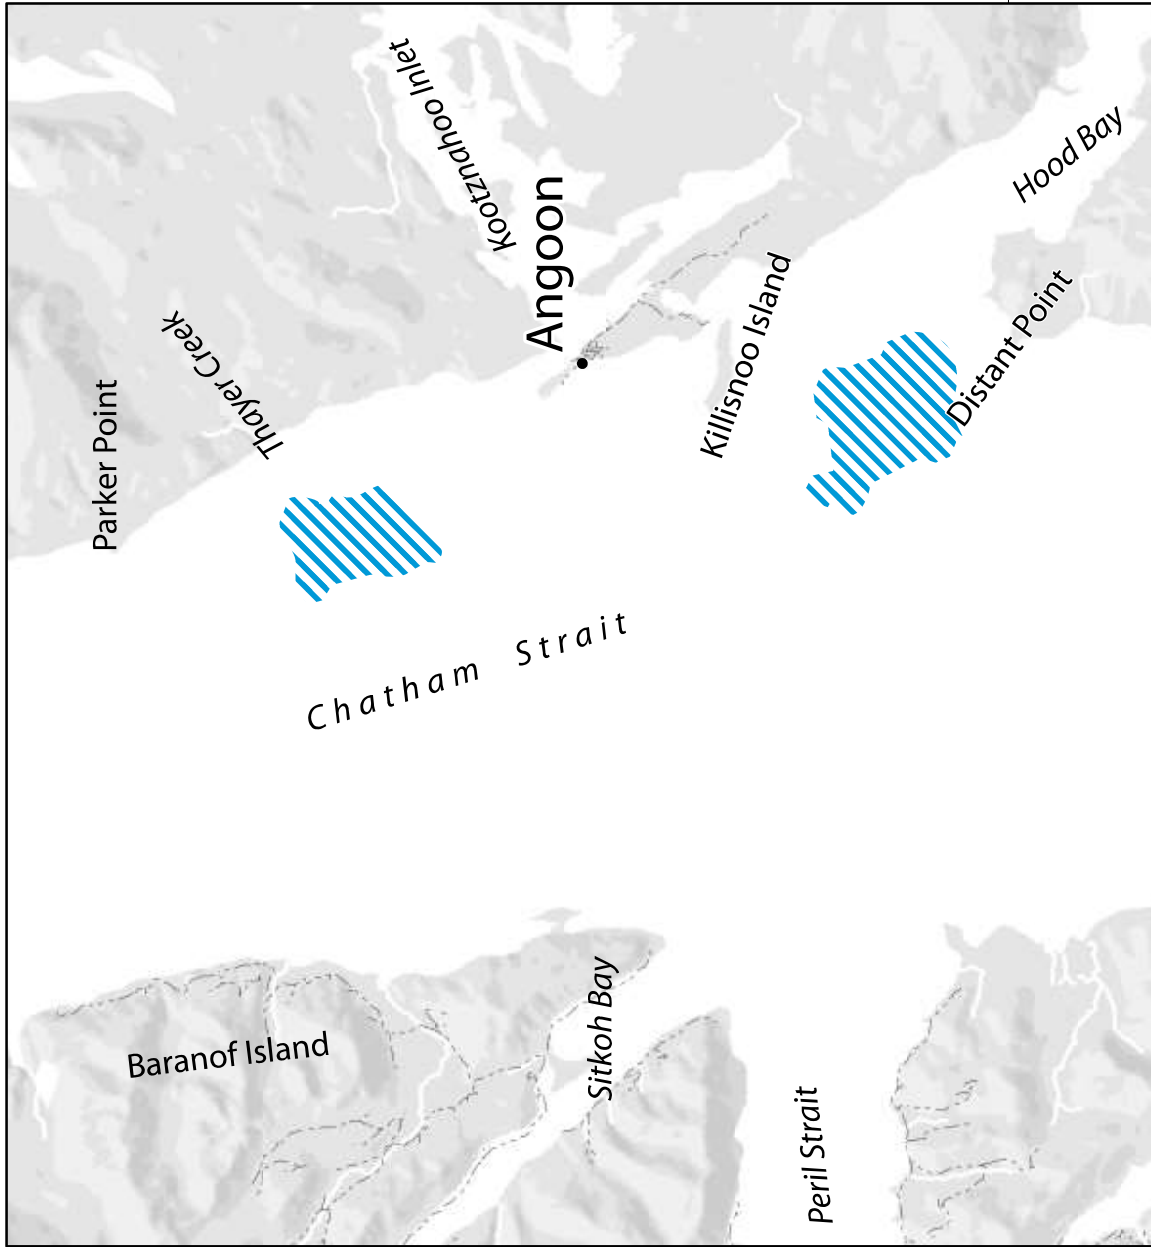 Kootznahoo Inlet
Hood Bay
Angoon
Killisnoo Island
Distant Point
Thayer Creek
Parker Point
Chatham Strait
Sitkoh Bay
Baranof Island
Peril Strait